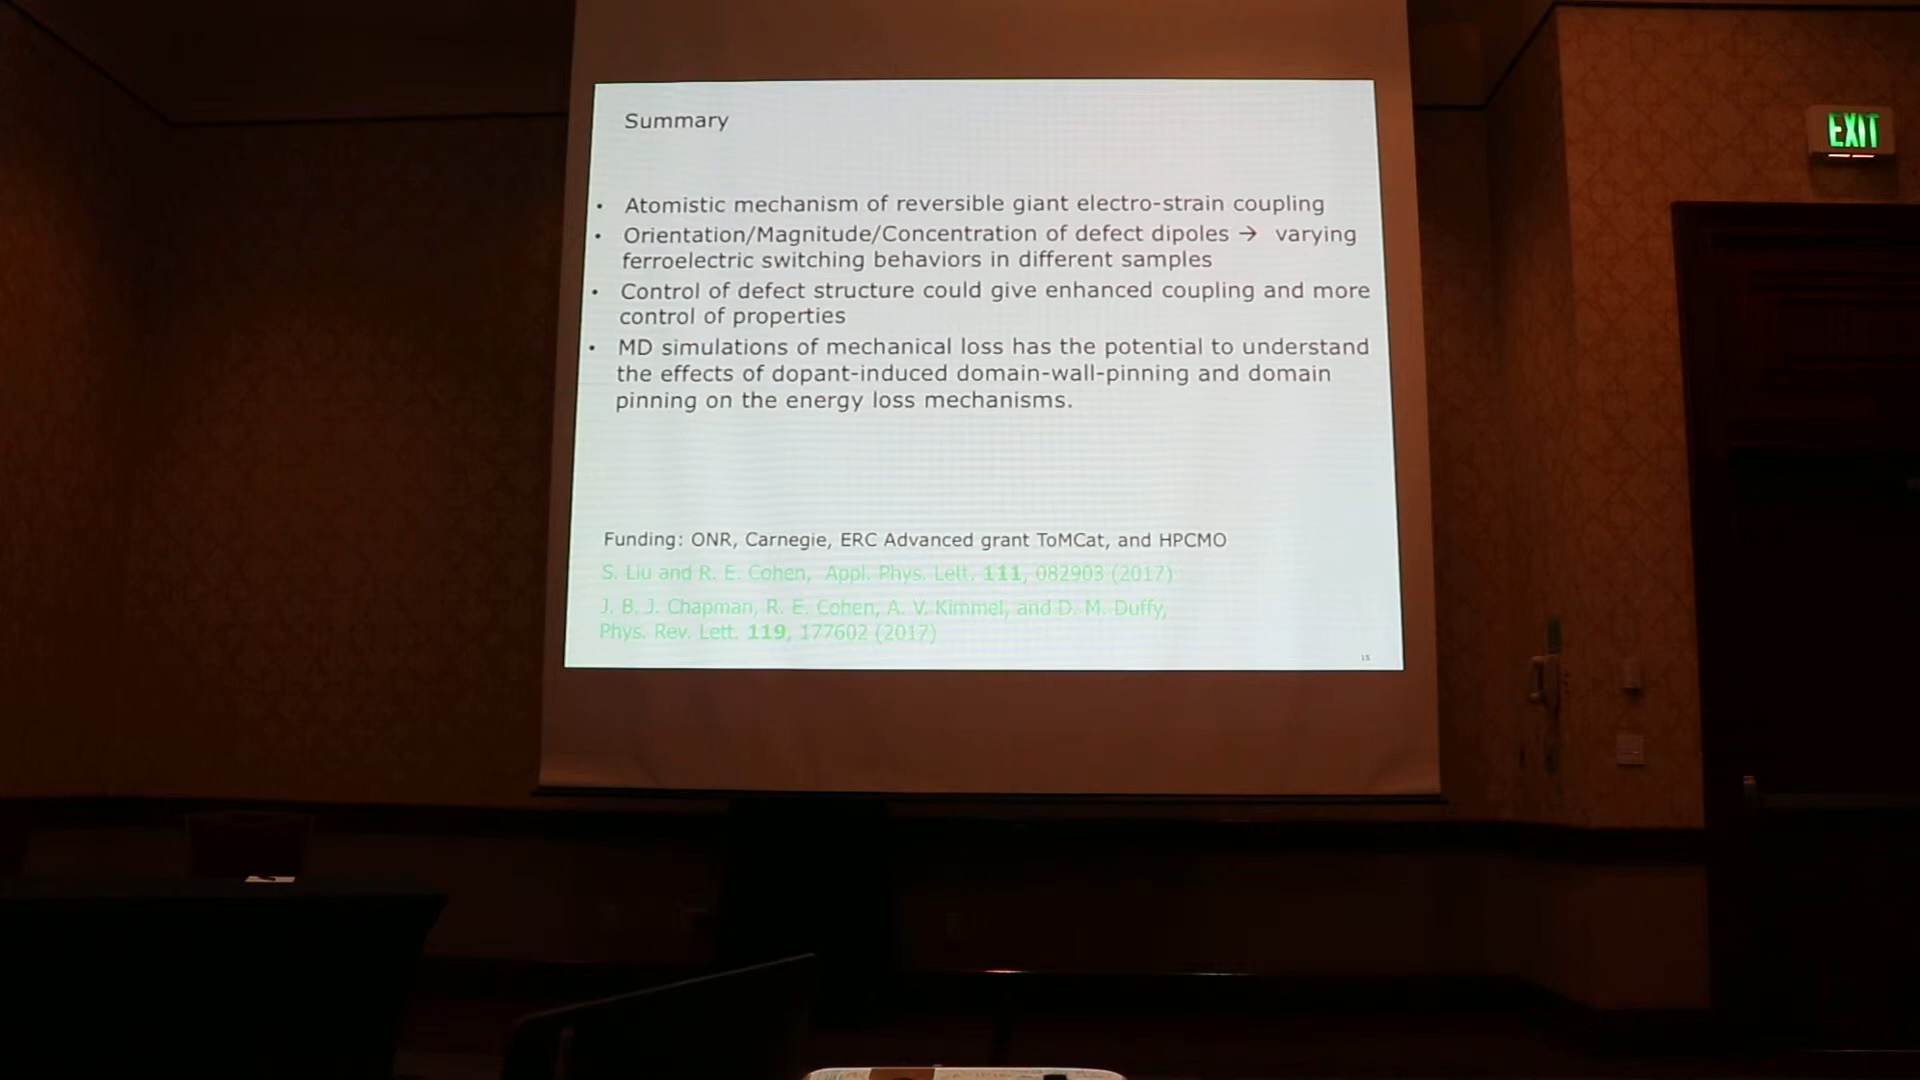 Summary
• Atomistic mechanism of reversible giant electro-strain coupling
• Orientation/Magnitude/Concentration of defect dipoles → varying
ferroelectric switching behaviors in different samples
• Control of defect structure could give enhanced coupling and more
control of properties
• MD simulations of mechanical loss has the potential to understand
the effects of dopant-induced domain-wall-pinning and domain
pinning on the energy loss mechanisms.
Funding: ONR, Carnegie, ERC Advanced grant ToMCat, and HPCMO
S. Liu and R. E. Cohen, Appl. Phys. Lett. 111, 082903 (2017)
J. B. J. Chapman, R. E. Cohen, A. V. Kimmel, and D. M. Duffy,
Phys. Rev. Lett. 119, 177602 (2017)
EXIT